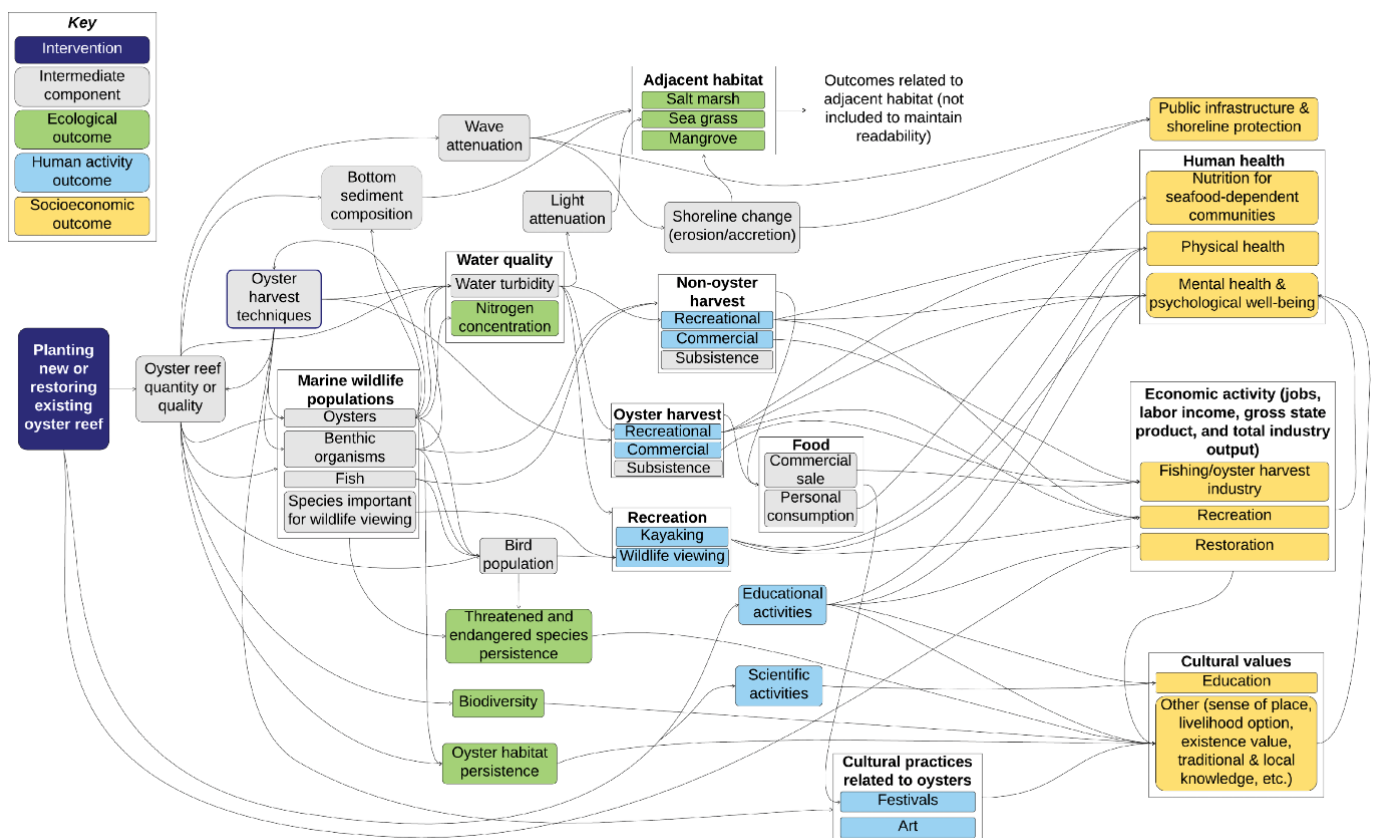 Key
Intervention
Intermediate
component
Ecological
outcome
Human activity
outcome
Socioeconomic
outcome
Planting
new or
restoring
existing
oyster reef
Oyster reef
quantity or
quality
Oyster
harvest
techniques
Bottom
sediment
composition
Wave
attenuation
Light
attenuation
Adjacent habitat
Salt marsh
Sea grass
Mangrove
Outcomes related to
adjacent habitat (not
included to maintain
readability)
Shoreline change
(erosion/accretion)
Water quality
Water turbidity
Nitrogen
concentration
Marine wildlife
populations
Oysters
Benthic
organisms
Fish
Species important
for wildlife viewing
Bird
population
Threatened and
endangered species
persistence
Biodiversity
Oyster habitat
persistence
Non-oyster
harvest
Recreational
Commercial
Subsistence
Oyster harvest
Recreational
Commercial
Subsistence
Food
Commercial
sale
Personal
consumption
Recreation
Kayaking
Wildlife viewing
Educational
activities
Scientific
activities
Cultural practices
related to oysters
Festivals
Art
Public infrastructure &
shoreline protection
Human health
Nutrition for
seafood-dependent
communities
Physical health
Mental health &
psychological well-being
Economic activity (jobs,
labor income, gross state
product, and total industry
output)
Fishing/oyster harvest
industry
Recreation
Restoration
Cultural values
Education
Other (sense of place,
livelihood option,
existence value,
traditional & local
knowledge, etc.)